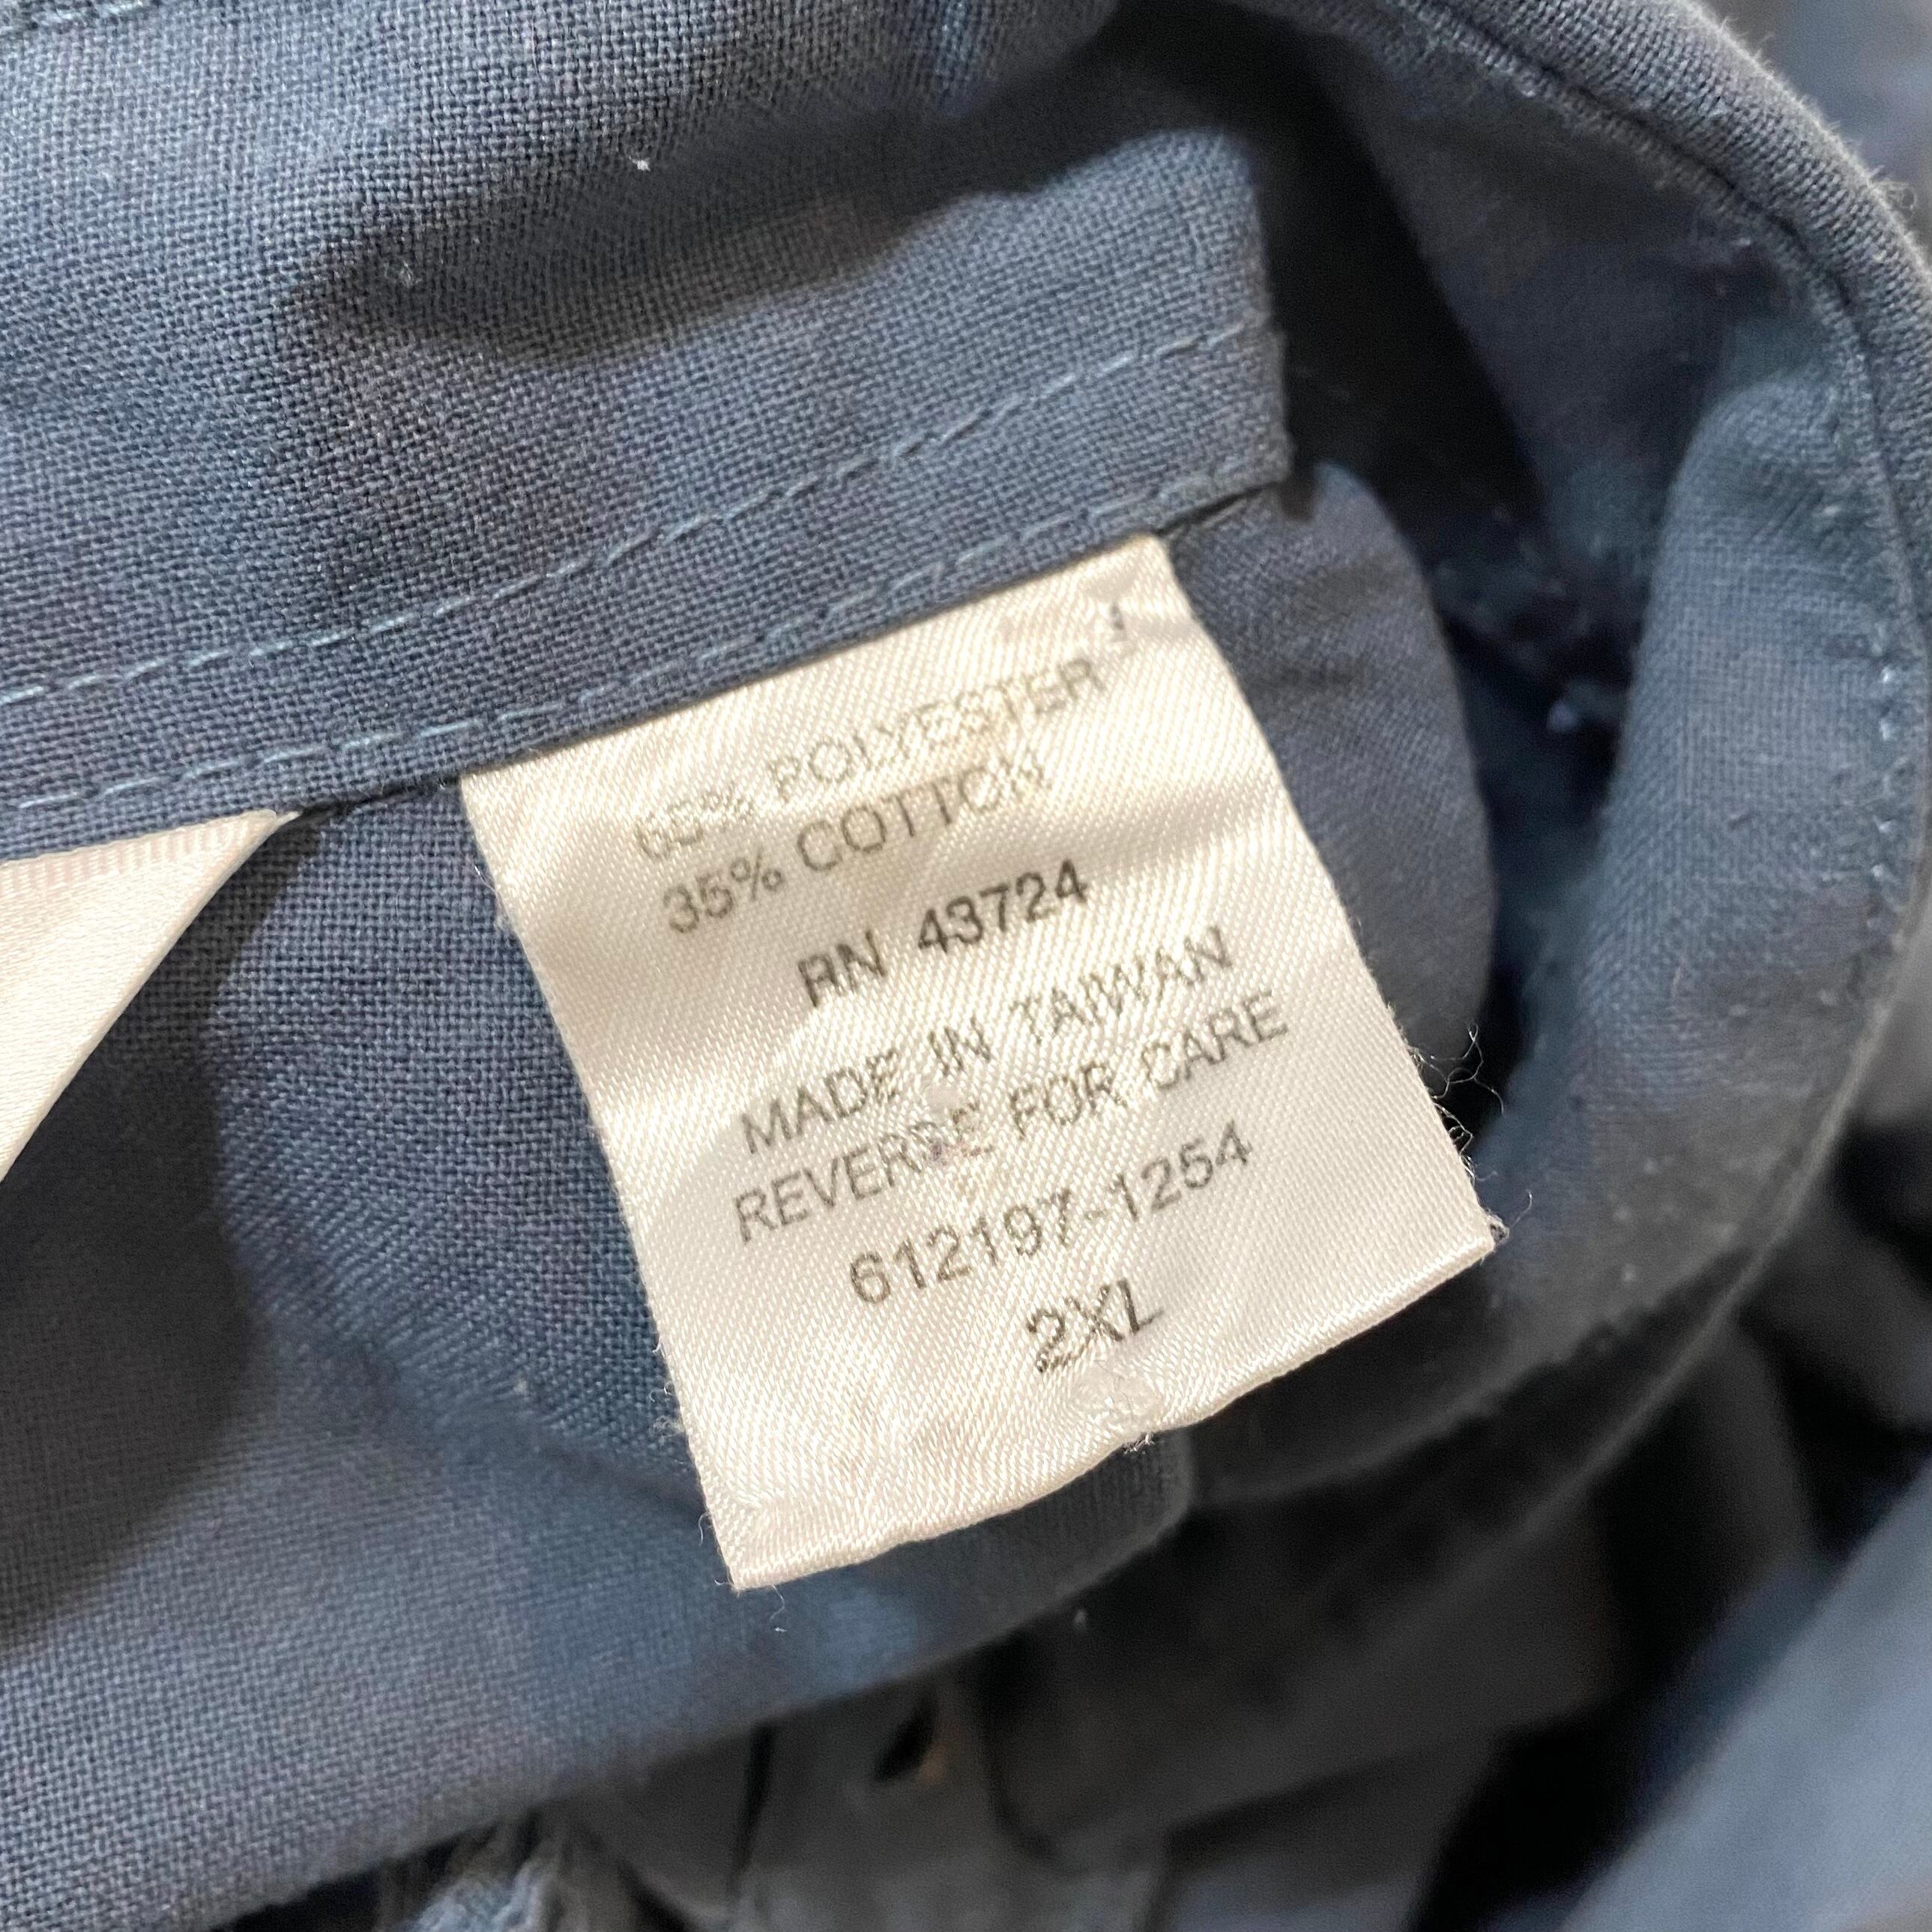 65% POLYESTER
35% COTTON
RN 43724
MADE IN TAIWAN
REVERSE FOR CARE
612197-1254
2XL